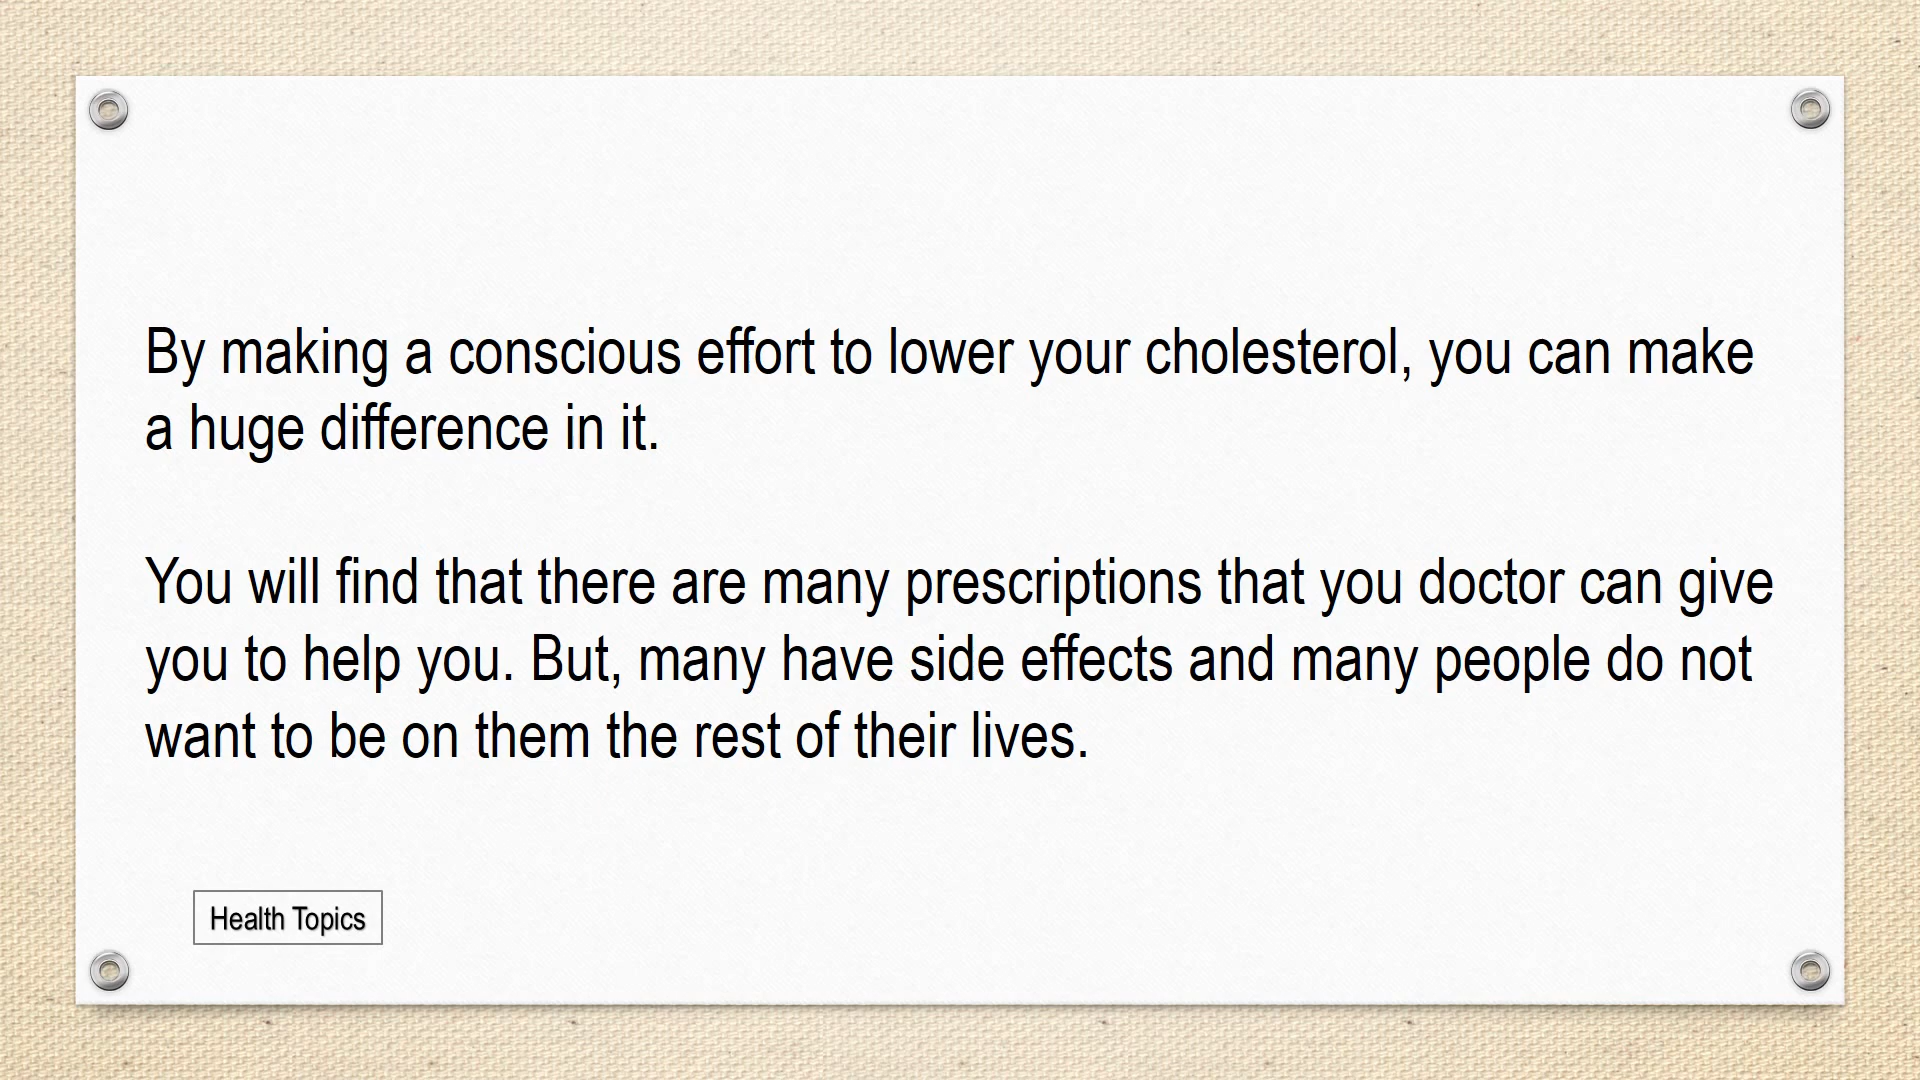 By making a conscious effort to lower your cholesterol, you can make
a huge difference in it.
You will find that there are many prescriptions that you doctor can give
you to help you. But, many have side effects and many people do not
want to be on them the rest of their lives.
Health Topics